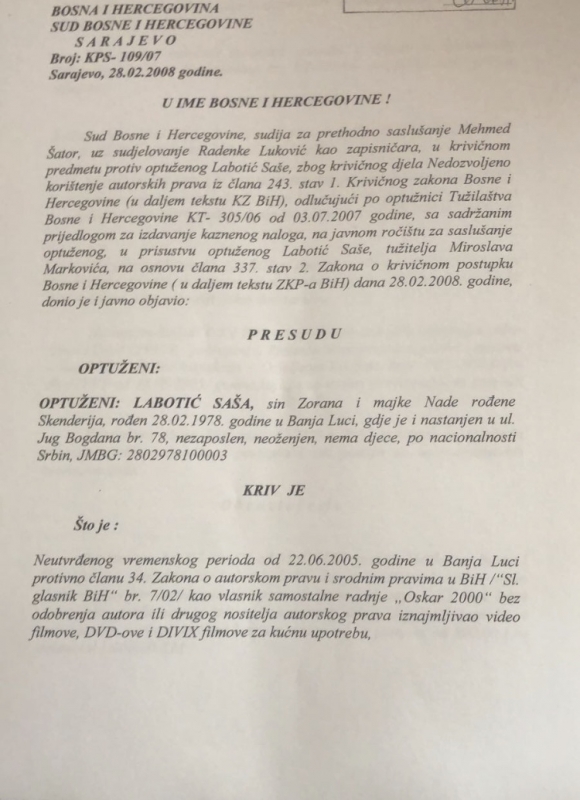 BOSNA I HERCEGOVINA
SUD BOSNE I HERCEGOVINE
S A R A J E V O
Broj: KPS- 109/07
Sarajevo, 28.02.2008 godine.
U IME BOSNE I HERCEGOVINE !
Sud Bosne i Hercegovine, sudija za prethodno saslušanje Mehmed
Šator, uz sudjelovanje Radenke Luković kao zapisničara, u krivičnom
predmetu protiv optuženog Labotić Saše, zbog krivičnog djela Nedozvoljeno
korištenje autorskih prava iz člana 243. stav 1. Krivičnog zakona Bosne i
Hercegovine (u daljem tekstu KZ BiH), odlučujući po optužnici Tužilaštva
Bosne i Hercegovine KT- 305/06 od 03.07.2007 godine, sa sadržanim
prijedlogom za izdavanje kaznenog naloga, na javnom ročištu za saslušanje
optuženog, u prisustvu optuženog Labotić Saše, tužitelja Miroslava
Markovića, na osnovu člana 337. stav 2. Zakona o krivičnom postupku
Bosne i Hercegovine ( u daljem tekstu ZKP-a BiH) dana 28.02.2008. godine,
donio je i javno objavio:
P R E S U D U
OPTUŽENI:
OPTUŽENI: LABOTIĆ SAŠA, sin Zorana i majke Nade rođene
Skenderija, rođen 28.02.1978. godine u Banja Luci, gdje je i nastanjen u ul.
Jug Bogdana br. 78, nezaposlen, neoženjen, nema djece, po nacionalnosti
Srbin, JMBG: 2802978100003
KRIV JE
Što je :
Neutvrđenog vremenskog perioda od 22.06.2005. godine u Banja Luci
protivno članu 34. Zakona o autorskom pravu i srodnim pravima u BiH /"Sl.
glasnik BiH" br. 7/02/ kao vlasnik samostalne radnje „Oskar 2000" bez
odobrenja autora ili drugog nositelja autorskog prava iznajmljivao video
filmove, DVD-ove i DIVIX filmove za kućnu upotrebu,